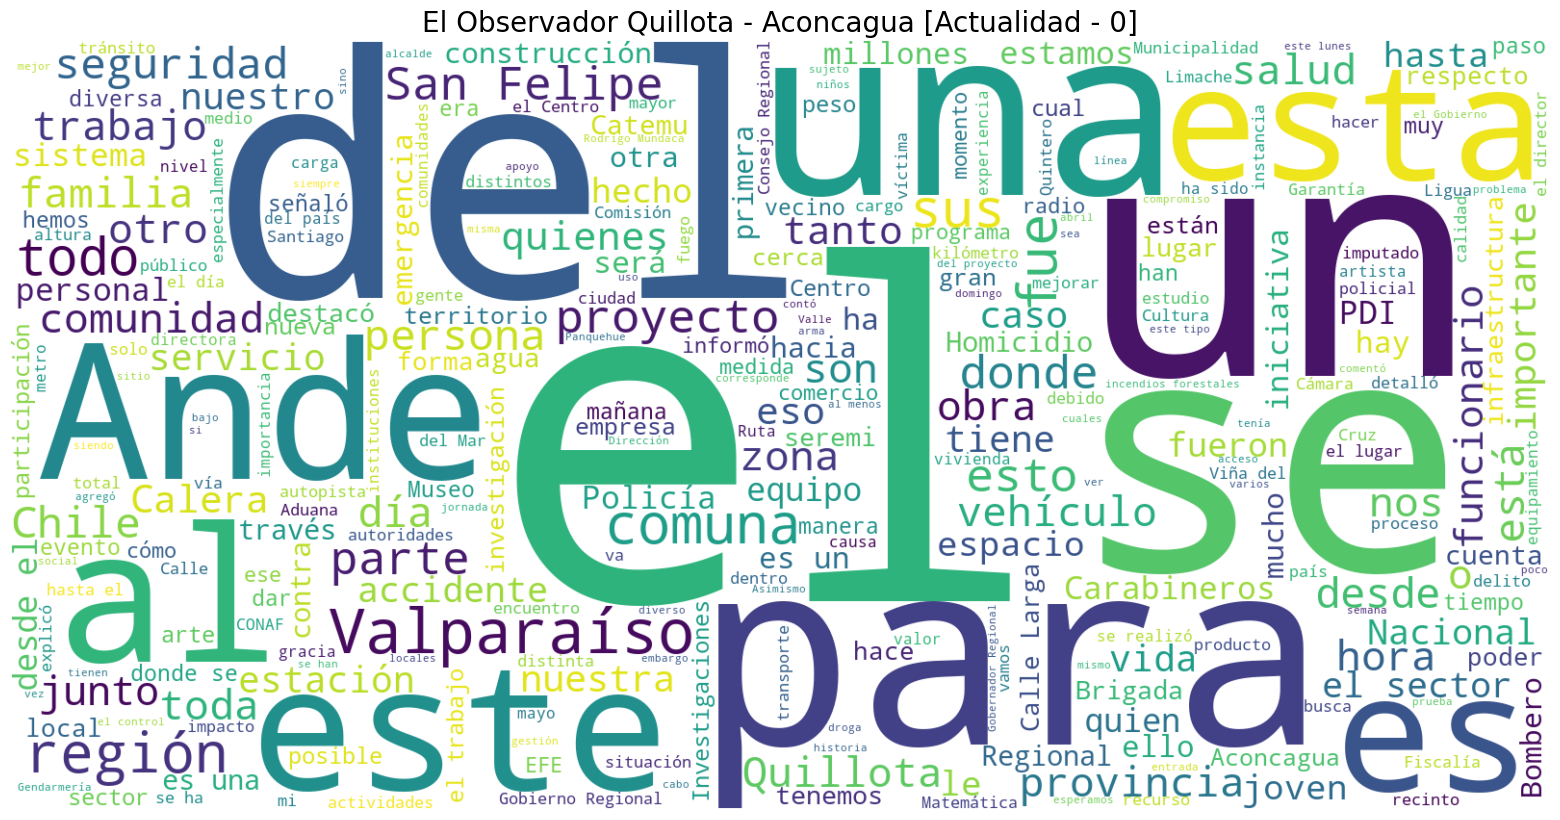 El Observador Quillota - Aconcagua [Actualidad - 0]
tránsito
mejor
seguridad
diversa
nuestro
trabajo
medio
sistema
nivel
familia
hemos
altura
otro
todo
público
el día
personal
comunidad
destacó
nueva
directora
solo
servicio
metro
sitio
participación
importancia
especialmente
alcalde
sino
construcción
San Felipe
era
el Centro
mayor
Catemu
Rodrigo Mundaca
otra
comunidades
emergencia
carga
siempre
señaló
del país
Santiago
apoyo
distintos
hecho
Comisión
misma
quienes
será
fuego
uso
gente
ciudad
territorio
persona
forma
agua
proyecto
Panquehue
informó
medida
corresponde
del
una
esta
un
el
se
Ande
al
este
para
es
millones
estamos
sujeto
niños
peso
Consejo Regional
primera
víctima
momento
experiencia
vecino
cargo
sus
tanto
programa
cerca
kilómetro
del proyecto
Centro
ha
gran
domingo
mejorar
contó
Valle
arma
hacia
son
caso
Homicidio
donde
comercio
al menos
eso
obra
tiene
Municipalidad
este lunes
Limache
salud
hasta
paso
respecto
cual
hacer
el Gobierno
muy
Quintero
línea
ha sido
instancia
Garantía
Ligua
problema
el director
radio
abril
sea
compromiso
están
lugar
fue
han
imputado
artista
policial
estudio
Cultura
este tipo
PDI
hay
iniciativa
calidad
infraestructura
importante
funcionario
Cámara
comentó
detalló
incendios forestales
debido
cuales
tenía
fueron
acceso
Cruz
el lugar
Viña del
varios
nos
proceso
está
equipamiento
mañana
empresa
Dirección
del Mar
Ruta
seremi
zona
Policía
equipo
comuna
manera
causa
va
es un
dentro
Asimismo
vivienda
ver
esto
vehículo
espacio
mucho
país
cuenta
o
delito
poco
desde
tiempo
Carabineros
bajo
si
siendo
total
agregó
vía
Calera
autopista
instituciones
Museo
jornada
investigación
Aduana
Chile
través
día
autoridades
evento
cómo
social
Calle
desde el
hasta el
ese
dar
contra
parte
accidente
encuentro
diverso
CONAF
arte
explicó
tienen
donde se
gracia
se han
locales
Valparaíso
embargo
estación
distinta
nuestra
vez
junto
toda
el control
local
impacto
región
es una
Gendarmería
sector
se ha
mi
posible
actividades
el trabajo
mayo
gestión
EFE
situación
Gobierno Regional
cabo
Investigaciones
transporte
hace
valor
vamos
Gobernador Regional
Calle Larga
droga
historia
Quillota
le
tenemos
Matemática
se realizó
mismo
vida
producto
Brigada
quien
prueba
busca
ello
Regional
Aconcagua
entrada
provincia
esperamos
recurso
joven
semana
Nacional
hora
poder
el sector
Fiscalía
recinto
Bombero